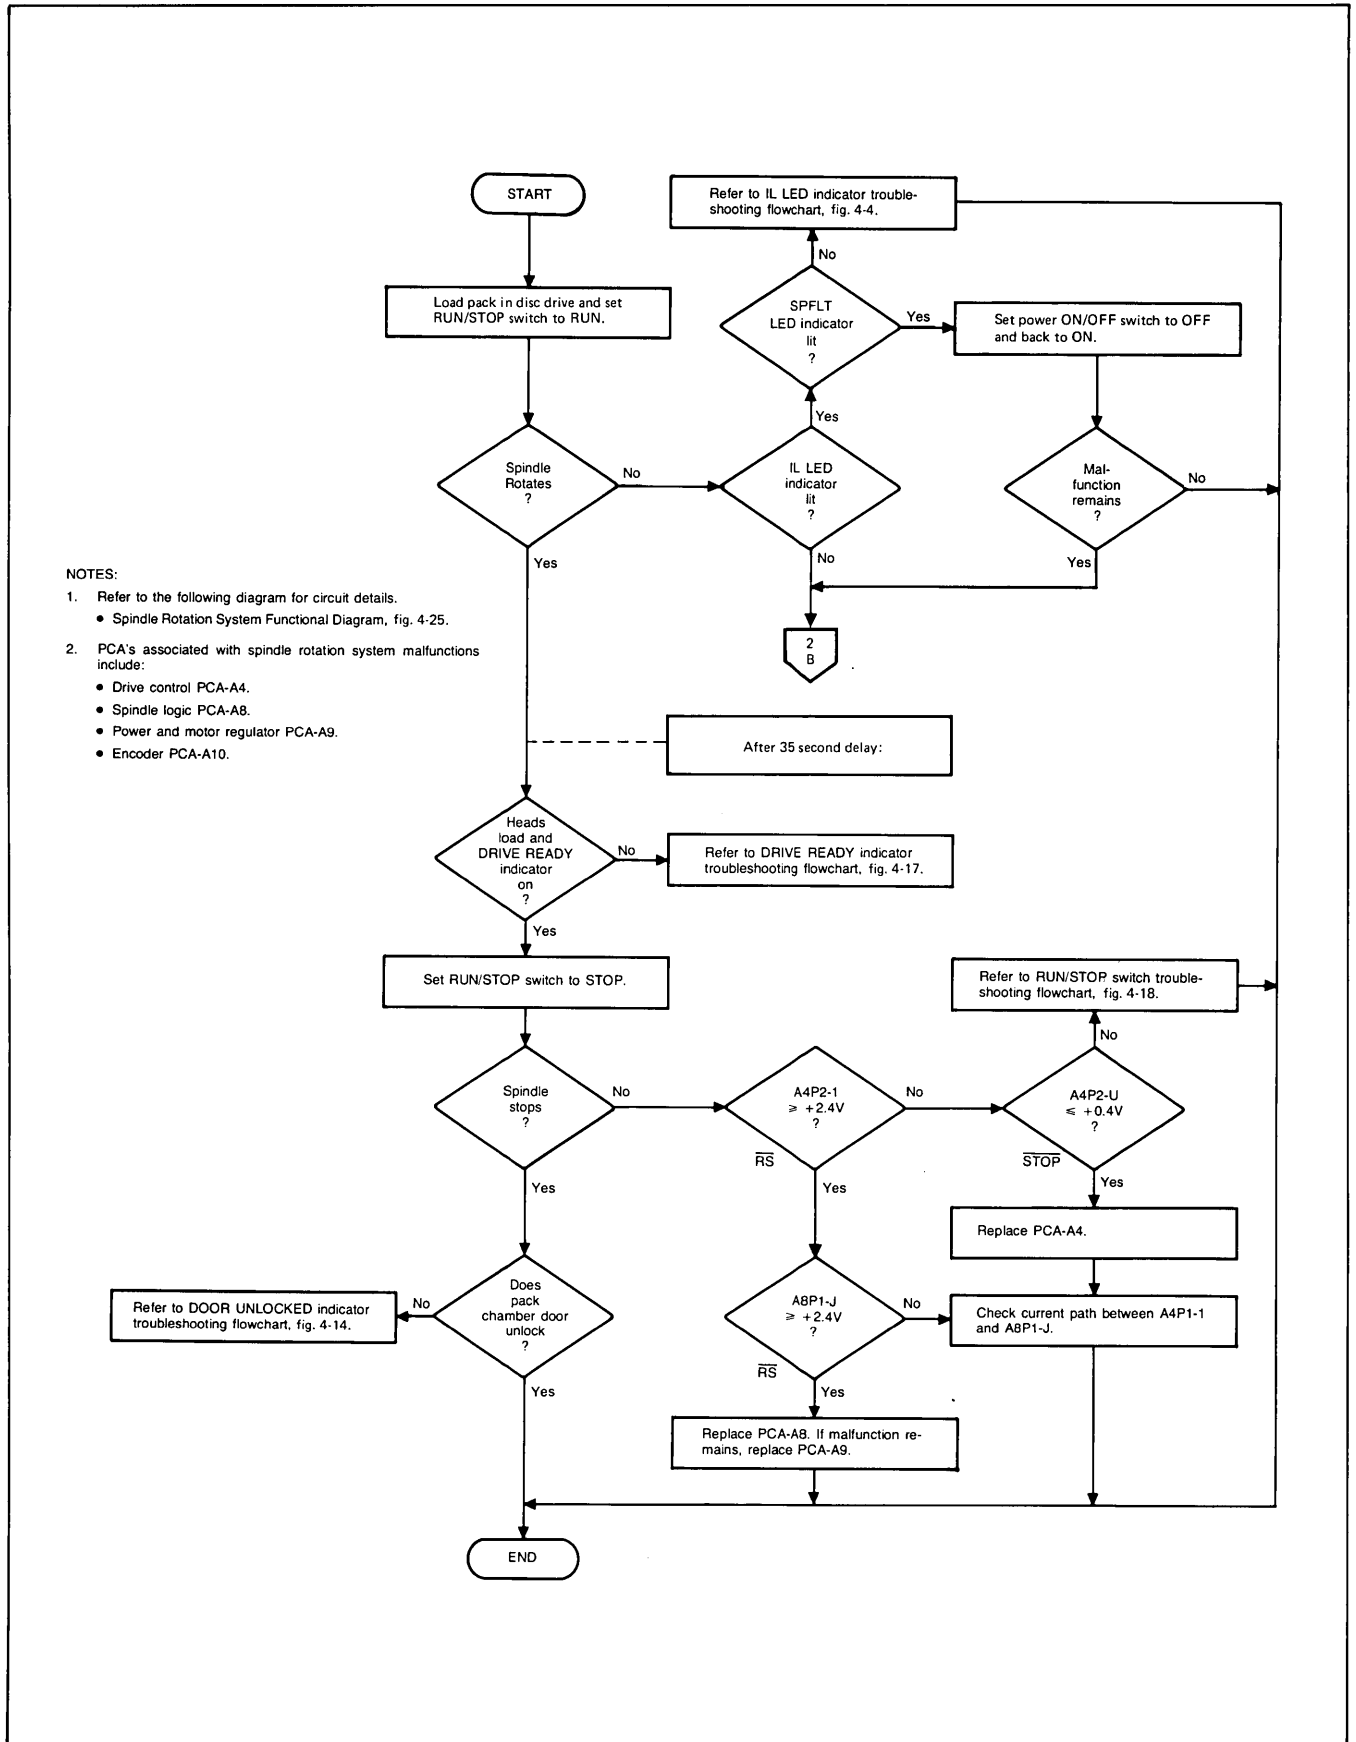 START
Load pack in disc drive and set
RUN/STOP switch to RUN.
Spindle
Rotates
?
No
Yes
Refer to IL LED indicator trouble-
shooting flowchart, fig. 4-4.
No
SPFLT
LED indicator
lit
?
Yes
Set power ON/OFF switch to OFF
and back to ON.
Yes
IL LED
indicator
lit
?
No
Mal-
function
remains
?
No
Yes
2
B
NOTES:
1. Refer to the following diagram for circuit details.
• Spindle Rotation System Functional Diagram, fig. 4-25.
2. PCA's associated with spindle rotation system malfunctions
include:
• Drive control PCA-A4.
• Spindle logic PCA-A8.
• Power and motor regulator PCA-A9.
• Encoder PCA-A10.
After 35 second delay:
Heads
load and
DRIVE READY
indicator
on
?
No
Refer to DRIVE READY indicator
troubleshooting flowchart, fig. 4-17.
Yes
Set RUN/STOP switch to STOP.
Refer to RUN/STOP switch trouble-
shooting flowchart, fig. 4-18.
No
Spindle
stops
?
No
A4P2-1
≥ +2.4V
?
No
A4P2-U
≤ +0.4V
?
R̅S̅
S̅T̅O̅P̅
Yes
Yes
Yes
Replace PCA-A4.
Does
pack
chamber door
unlock
?
No
Refer to DOOR UNLOCKED indicator
troubleshooting flowchart, fig. 4-14.
A8P1-J
≥ +2.4V
?
No
Check current path between A4P1-1
and A8P1-J.
R̅S̅
Yes
Yes
Replace PCA-A8. If malfunction re-
mains, replace PCA-A9.
END